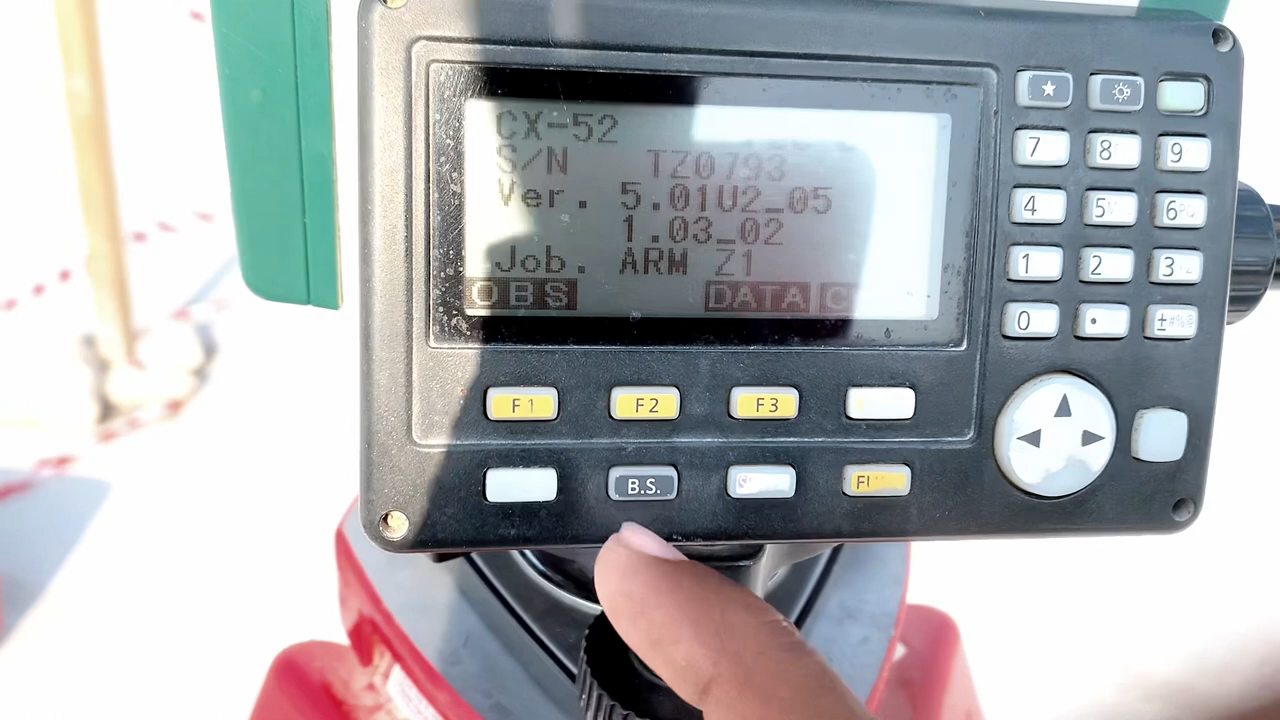 CX-52
S/N TZ0793
Ver. 5.01U2_05
1.03_02
Job. ARM Z1
OBS DATA
7 8 9
4 5 6
1 2 3
0 . ±#%@
F1 F2 F3
B.S.